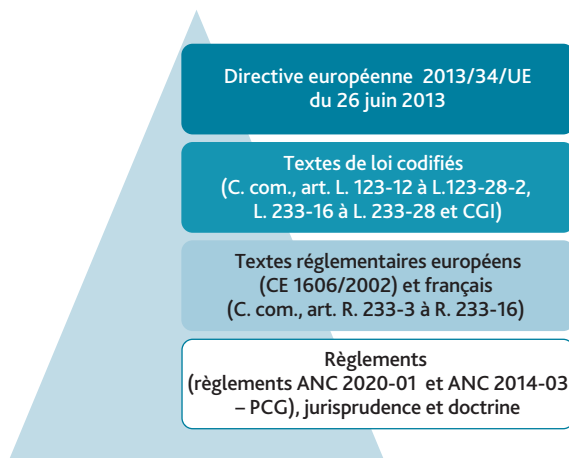 Directive européenne 2013/34/UE
du 26 juin 2013
Textes de loi codifiés
(C. com., art. L. 123-12 à L.123-28-2,
L. 233-16 à L. 233-28 et CGI)
Textes réglementaires européens
(CE 1606/2002) et français
(C. com., art. R. 233-3 à R. 233-16)
Règlements
(règlements ANC 2020-01 et ANC 2014-03
– PCG), jurisprudence et doctrine